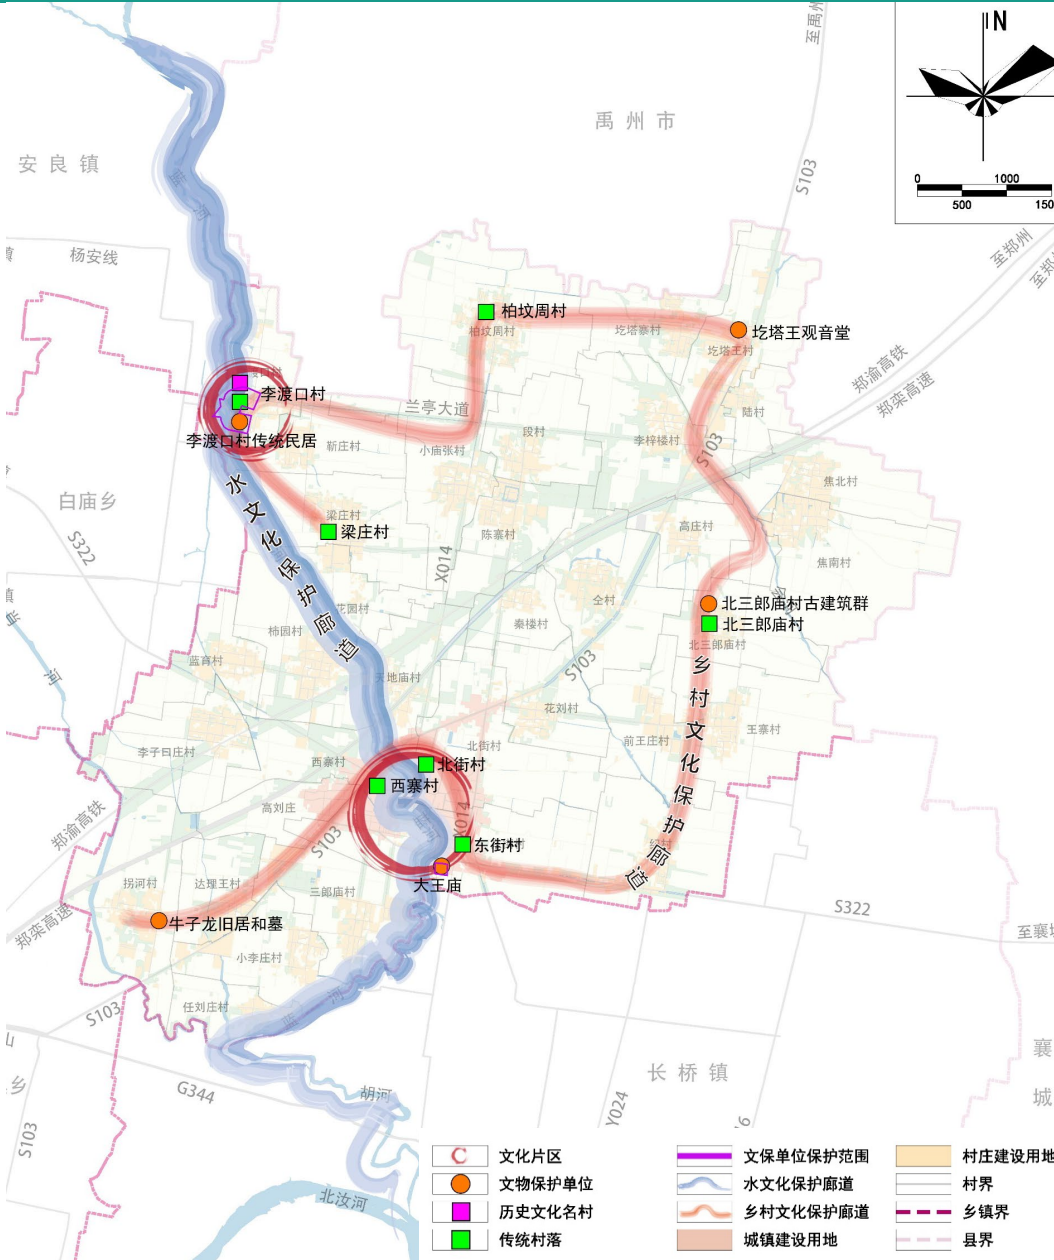 至禹州
N
禹州市
安良镇
0 1000
500 150
S103
蓝河
杨安线
至郑州
柏坟周村
柏坟周村
圪塔寨村
圪塔王观音堂
圪塔王村
郑渝高铁
郑栾高速
李渡口村
兰亭大道
陆村
李渡口村传统民居
靳庄村
小庙张村
段村
李梓楼村
S103
水文化保护廊道
白庙乡
焦北村
梁庄村
梁庄村
陈寨村
高庄村
S322
X014
焦南村
仝村
北三郎庙村古建筑群
花园村
秦楼村
北三郎庙村
柿园村
北三郎庙村
乡村文化保护廊道
蓝育村
S103
天地庙村
花刘村
王寨村
前王庄村
北街村
李子曰庄村
西寨村
北街村
西寨村
高刘庄
X014
郑渝高铁
S103
东街村
大王庙
拐河村
达理王村
三郎庙村
S322
牛子龙旧居和墓
郑栾高速
至襄
小李庄村
任刘庄村
蓝河
S103
襄城
长桥镇
G344
胡河
Y024
S103
北汝河
文化片区
文保单位保护范围
村庄建设用地
文物保护单位
水文化保护廊道
村界
历史文化名村
乡村文化保护廊道
乡镇界
传统村落
城镇建设用地
县界